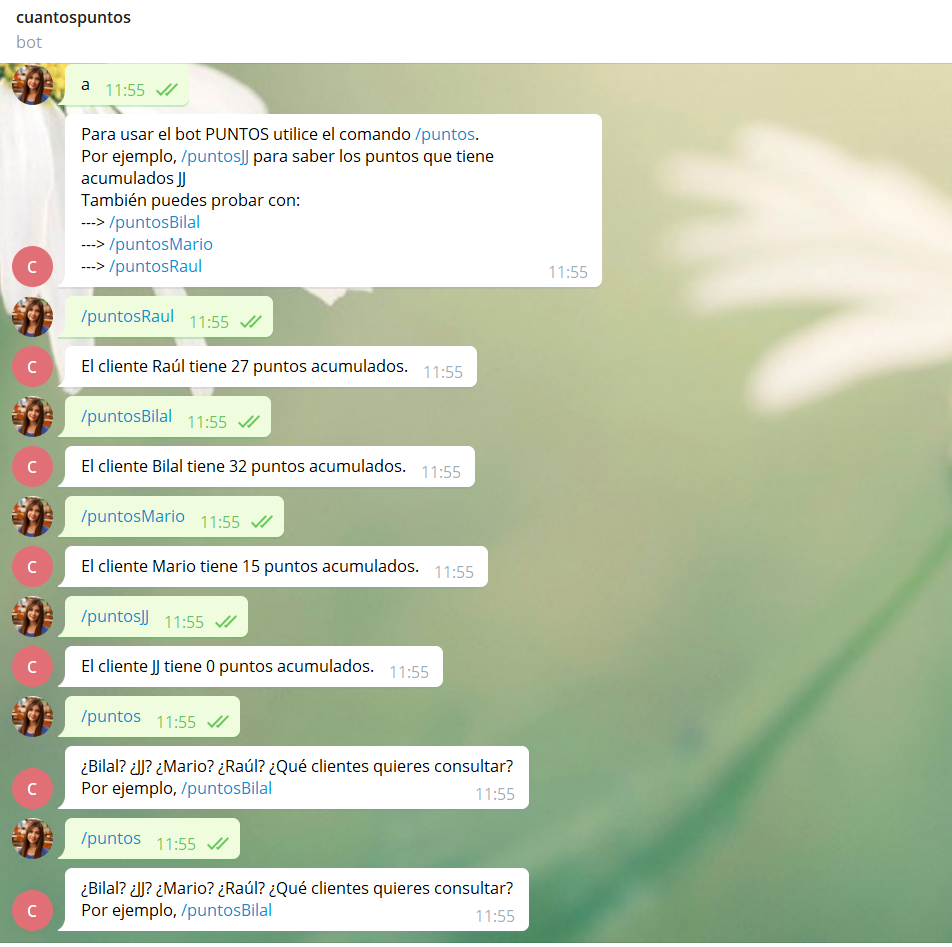 cuantospuntos
bot
a 11:55
Para usar el bot PUNTOS utilice el comando /puntos.
Por ejemplo, /puntosJJ para saber los puntos que tiene
acumulados JJ
También puedes probar con:
---> /puntosBilal
---> /puntosMario
---> /puntosRaul
C 11:55
/puntosRaul 11:55
C El cliente Raúl tiene 27 puntos acumulados. 11:55
/puntosBilal 11:55
C El cliente Bilal tiene 32 puntos acumulados. 11:55
/puntosMario 11:55
C El cliente Mario tiene 15 puntos acumulados. 11:55
/puntosJJ 11:55
C El cliente JJ tiene 0 puntos acumulados. 11:55
/puntos 11:55
¿Bilal? ¿JJ? ¿Mario? ¿Raúl? ¿Qué clientes quieres consultar?
C Por ejemplo, /puntosBilal 11:55
/puntos 11:55
¿Bilal? ¿JJ? ¿Mario? ¿Raúl? ¿Qué clientes quieres consultar?
C Por ejemplo, /puntosBilal 11:55